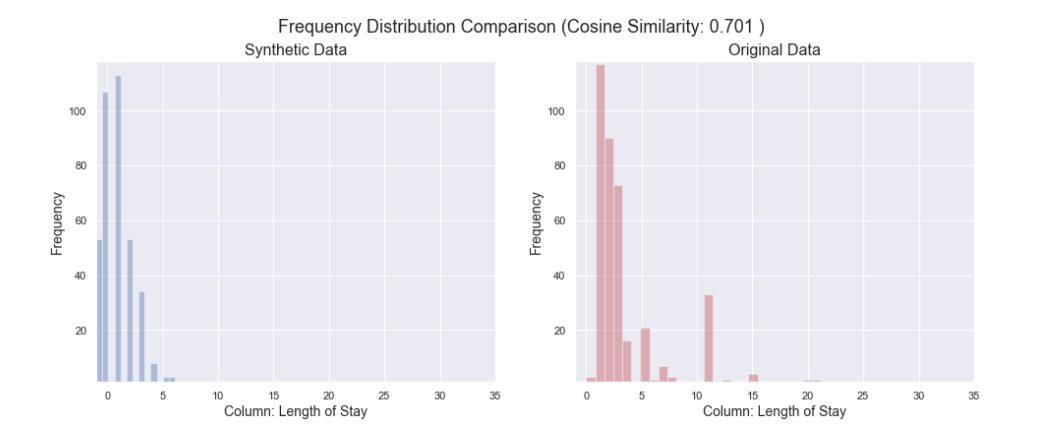 Frequency Distribution Comparison (Cosine Similarity: 0.701 )
Synthetic Data
Frequency
100
80
60
40
20
0 5 10 15 20 25 30 35
Column: Length of Stay
Original Data
Frequency
100
80
60
40
20
0 5 10 15 20 25 30 35
Column: Length of Stay